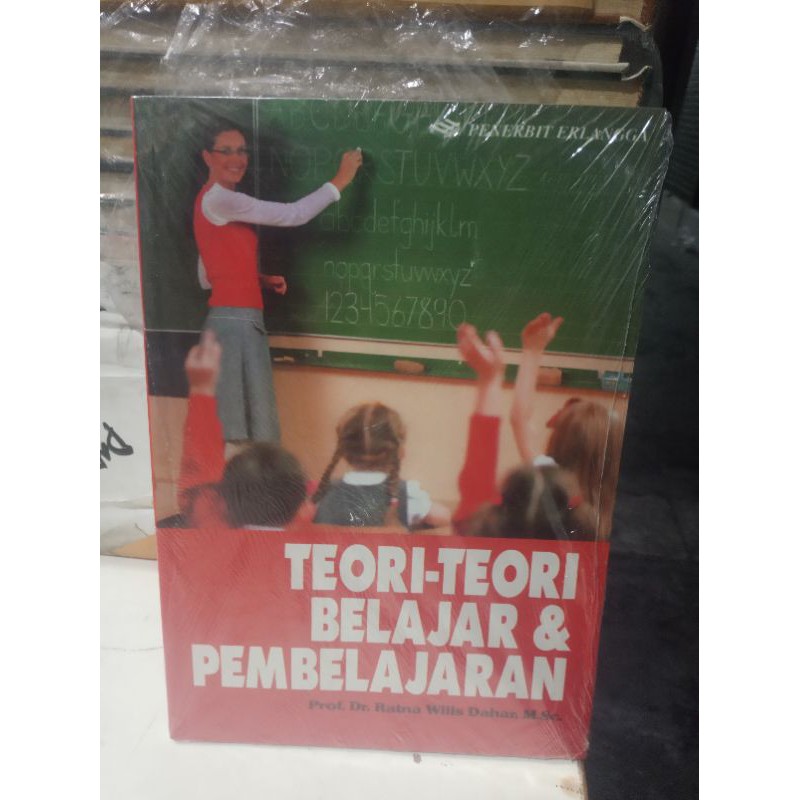 PENERBIT ERLANGGA
NOPQRSTUVWXYZ
abcdefghijklm
nopqrstuvwxyz
1234567890
TEORI-TEORI
BELAJAR &
PEMBELAJARAN
Prof. Dr. Ratna Wilis Dahar, M.Sc.